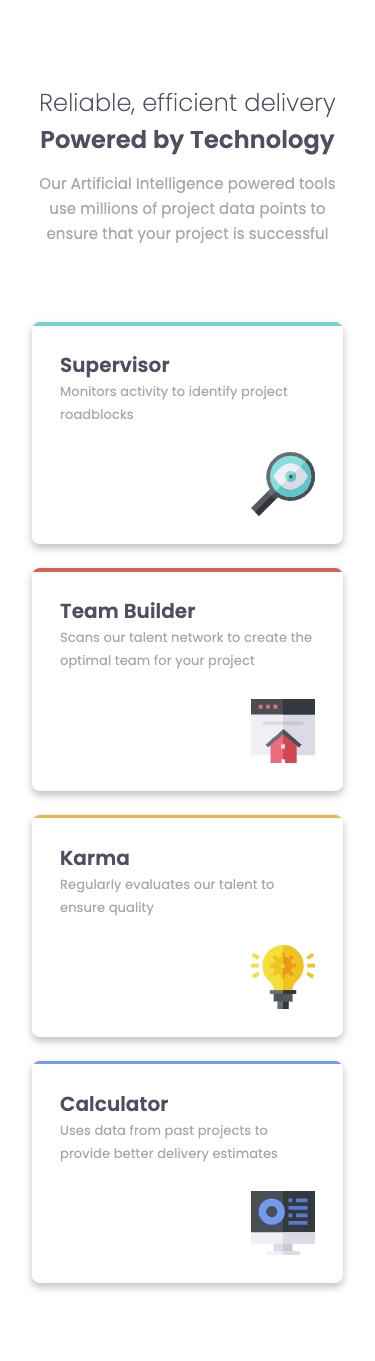 Reliable, efficient delivery
Powered by Technology
Our Artificial Intelligence powered tools
use millions of project data points to
ensure that your project is successful
Supervisor
Monitors activity to identify project
roadblocks
Team Builder
Scans our talent network to create the
optimal team for your project
Karma
Regularly evaluates our talent to
ensure quality
Calculator
Uses data from past projects to
provide better delivery estimates